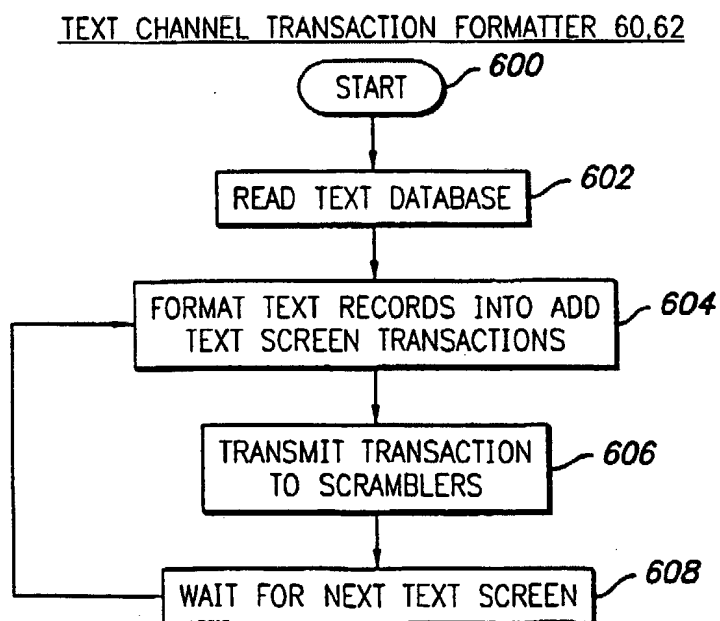 TEXT CHANNEL TRANSACTION FORMATTER 60,62
600
START
602
READ TEXT DATABASE
604
FORMAT TEXT RECORDS INTO ADD
TEXT SCREEN TRANSACTIONS
606
TRANSMIT TRANSACTION
TO SCRAMBLERS
608
WAIT FOR NEXT TEXT SCREEN